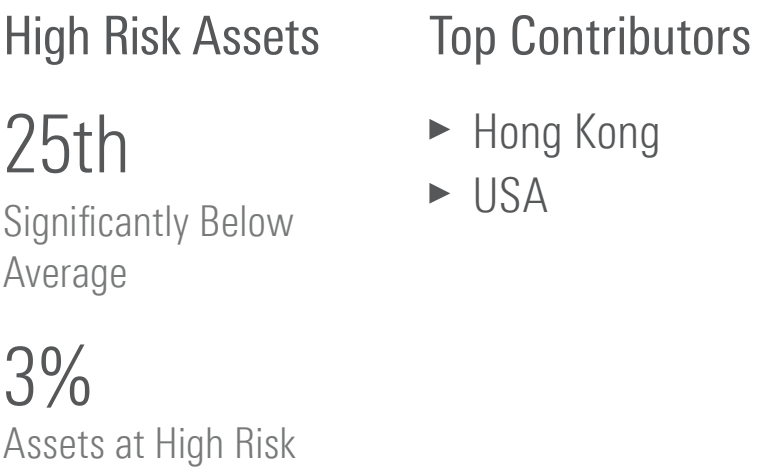 High Risk Assets
25th
Significantly Below
Average
3%
Assets at High Risk
Top Contributors
► Hong Kong
► USA